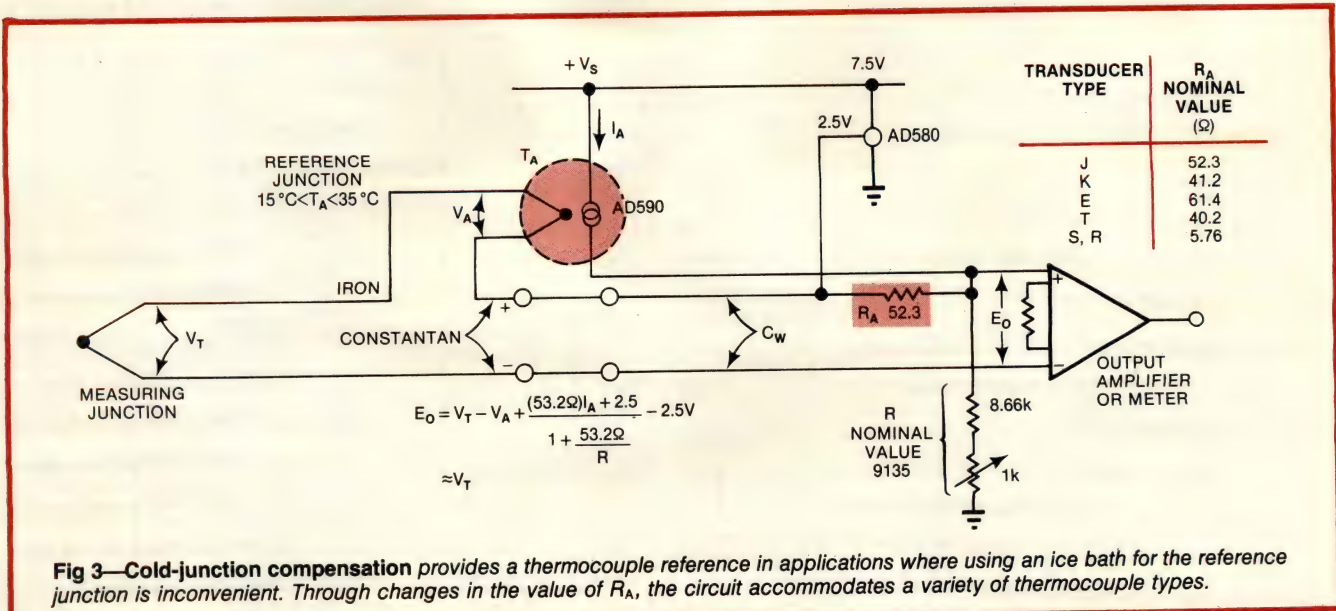 + VS
7.5V
TRANSDUCER TYPE
RA NOMINAL VALUE (Ω)
IA
2.5V
AD580
TA
REFERENCE JUNCTION
15°C<TA<35°C
J 52.3
K 41.2
E 61.4
T 40.2
S, R 5.76
VA
AD590
IRON
+
+
RA 52.3
EO
VT
CONSTANTAN
CW
−
−
MEASURING JUNCTION
OUTPUT AMPLIFIER OR METER
EO = VT − VA + (53.2Ω)IA + 2.5 / 1 + 53.2Ω / R − 2.5V
≈VT
8.66k
R NOMINAL VALUE 9135
1k
Fig 3—Cold-junction compensation provides a thermocouple reference in applications where using an ice bath for the reference
junction is inconvenient. Through changes in the value of RA, the circuit accommodates a variety of thermocouple types.